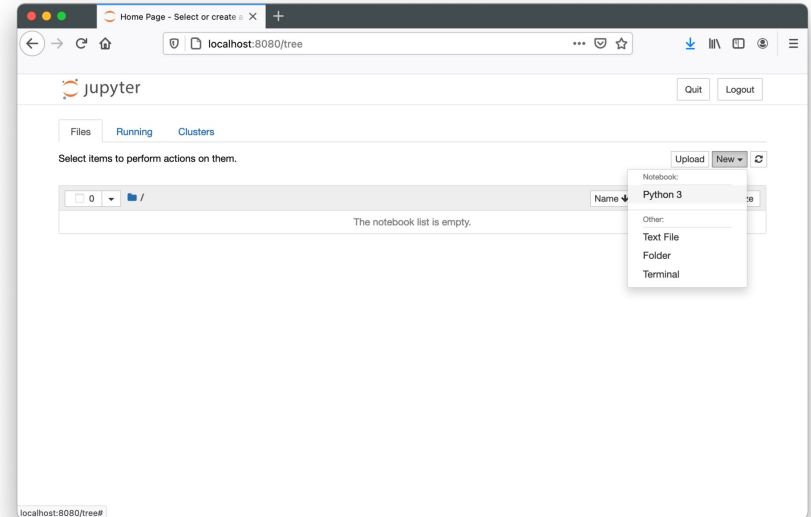 Home Page - Select or create a
localhost:8080/tree
jupyter
Quit Logout
Files Running Clusters
Select items to perform actions on them.
Upload New
Notebook:
0 /
Name
Python 3
ze
The notebook list is empty.
Other:
Text File
Folder
Terminal
localhost:8080/tree#